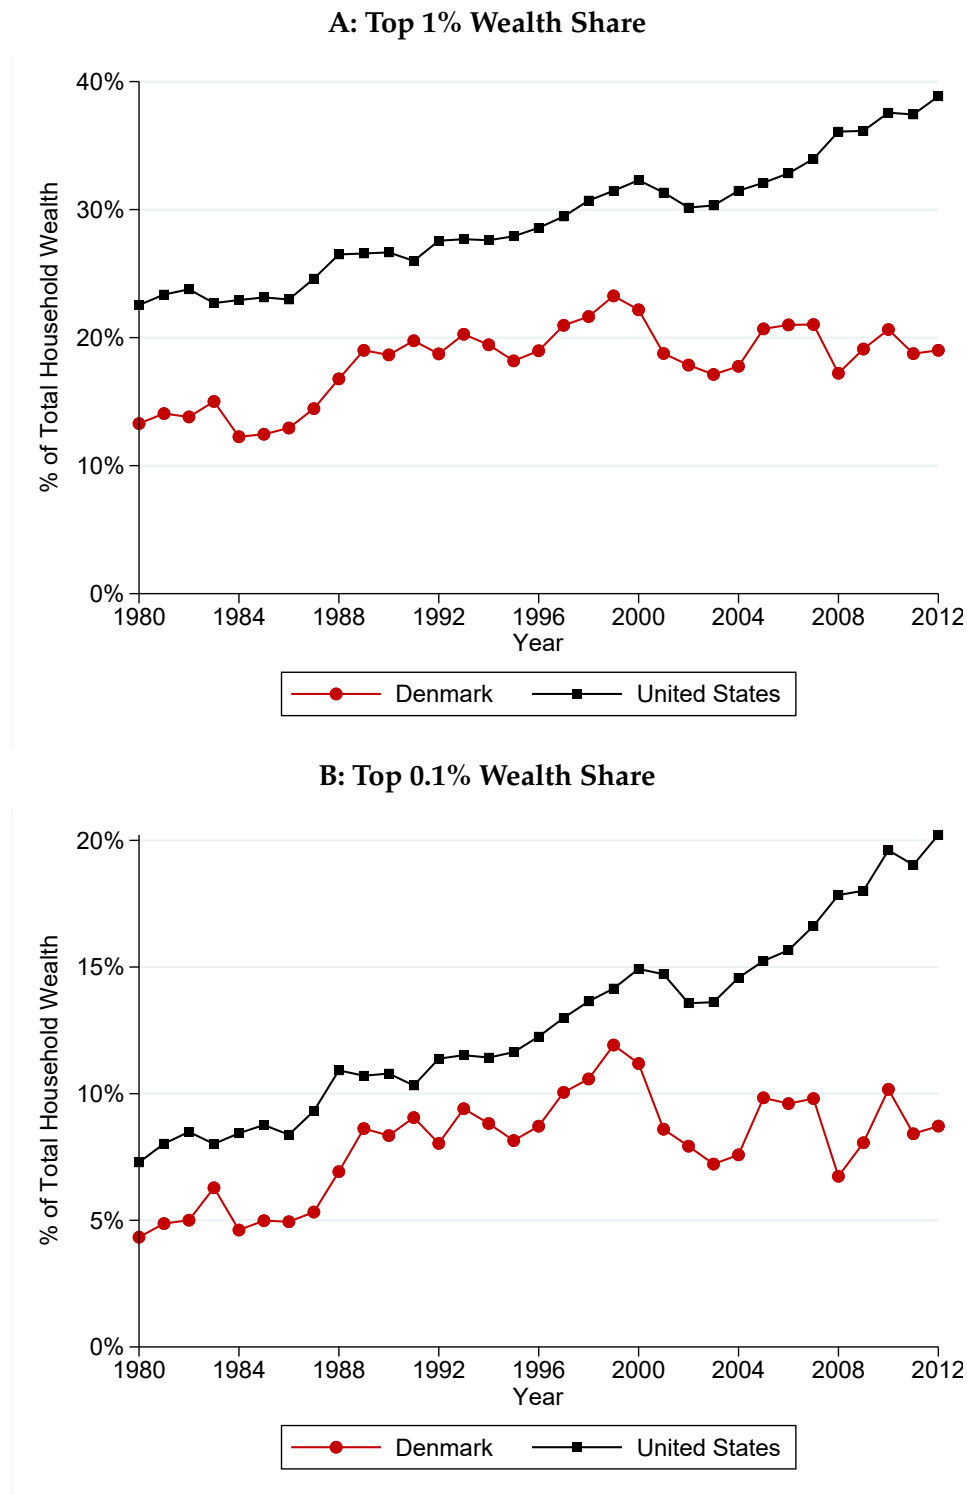 A: Top 1% Wealth Share
% of Total Household Wealth
40%
30%
20%
10%
0%
1980 1984 1988 1992 1996 2000 2004 2008 2012
Year
Denmark United States
B: Top 0.1% Wealth Share
% of Total Household Wealth
20%
15%
10%
5%
0%
1980 1984 1988 1992 1996 2000 2004 2008 2012
Year
Denmark United States